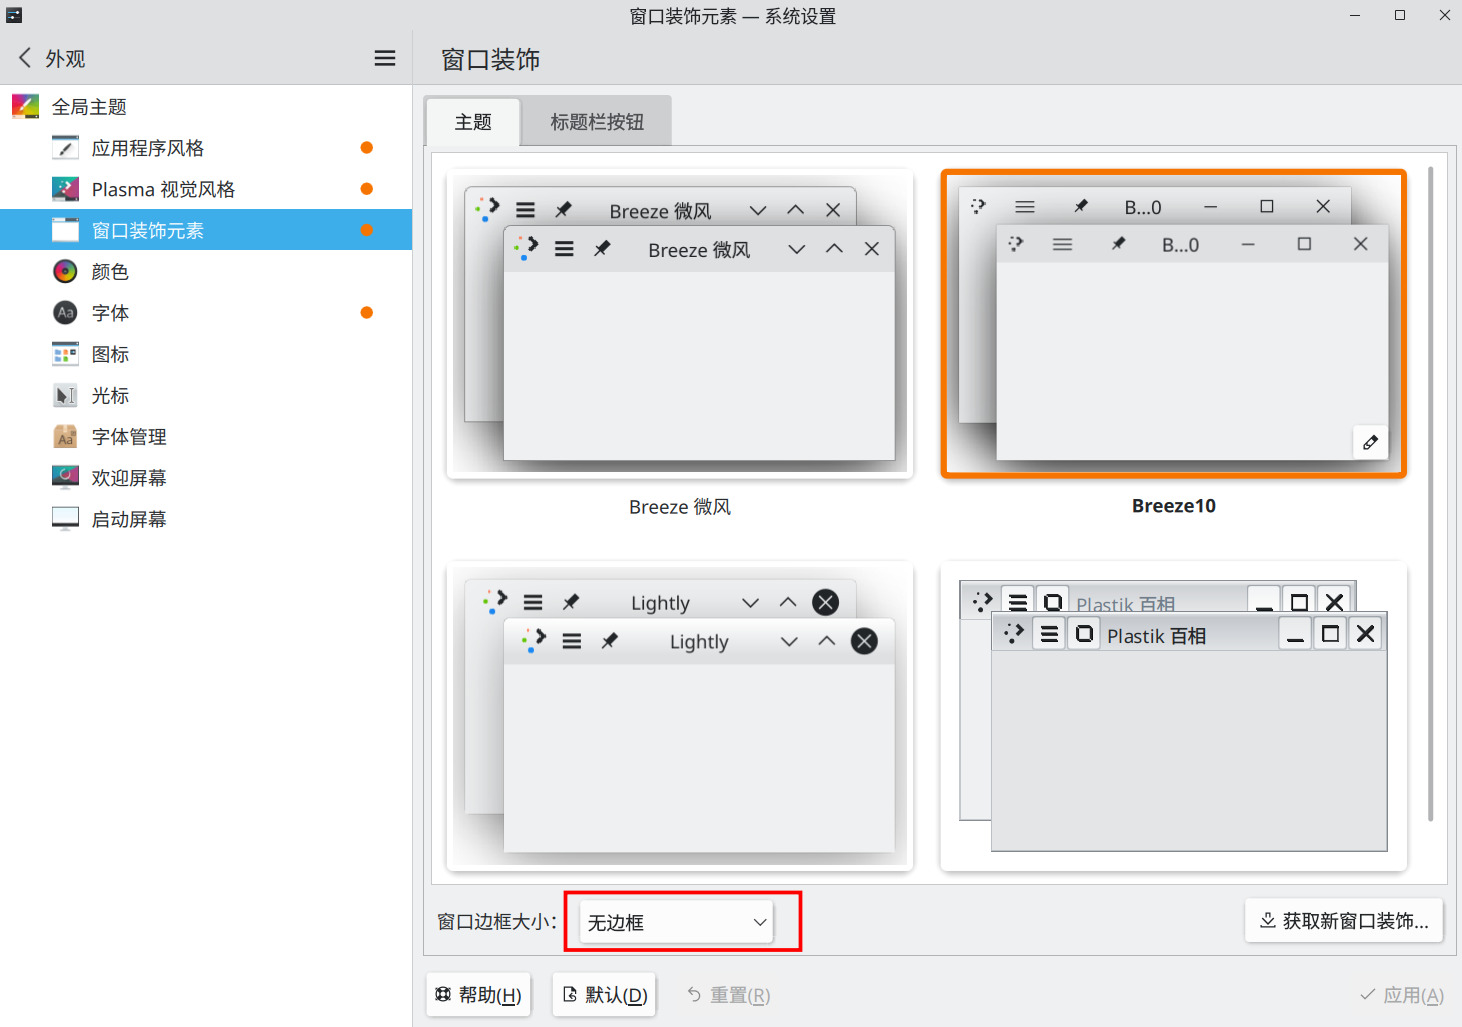 窗口装饰元素 — 系统设置
外观
窗口装饰
全局主题
应用程序风格
Plasma 视觉风格
窗口装饰元素
颜色
字体
图标
光标
字体管理
欢迎屏幕
启动屏幕
主题
标题栏按钮
Breeze 微风
Breeze 微风
Breeze 微风
B...0
B...0
Breeze10
Lightly
Lightly
Plastik 百相
Plastik 百相
窗口边框大小：
无边框
获取新窗口装饰...
帮助(H)
默认(D)
重置(R)
应用(A)